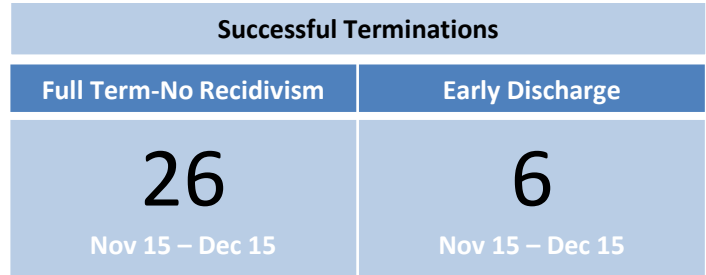 Successful Terminations
Full Term-No Recidivism Early Discharge
26 6
Nov 15 – Dec 15 Nov 15 – Dec 15